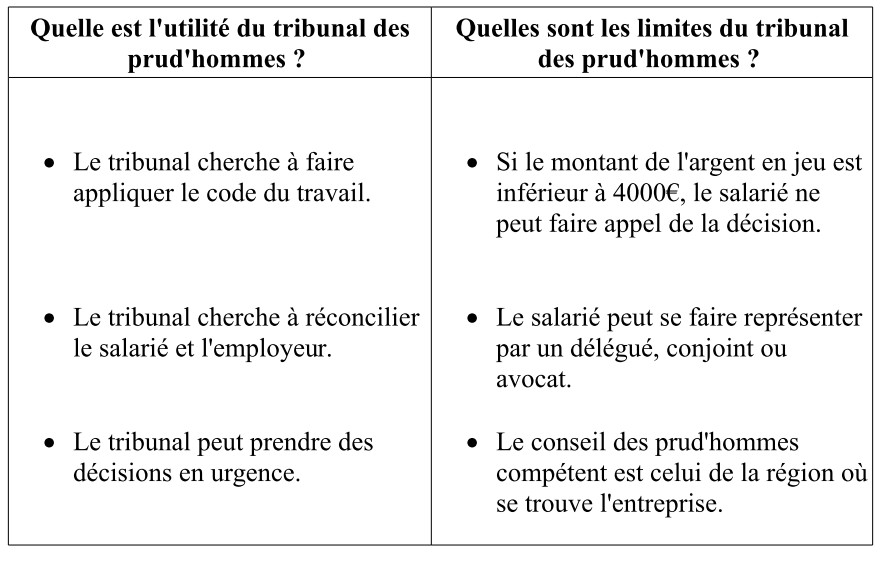 Quelle est l'utilité du tribunal des
prud'hommes ?
Quelles sont les limites du tribunal
des prud'hommes ?
• Le tribunal cherche à faire
appliquer le code du travail.
• Le tribunal cherche à réconcilier
le salarié et l'employeur.
• Le tribunal peut prendre des
décisions en urgence.
• Si le montant de l'argent en jeu est
inférieur à 4000€, le salarié ne
peut faire appel de la décision.
• Le salarié peut se faire représenter
par un délégué, conjoint ou
avocat.
• Le conseil des prud'hommes
compétent est celui de la région où
se trouve l'entreprise.